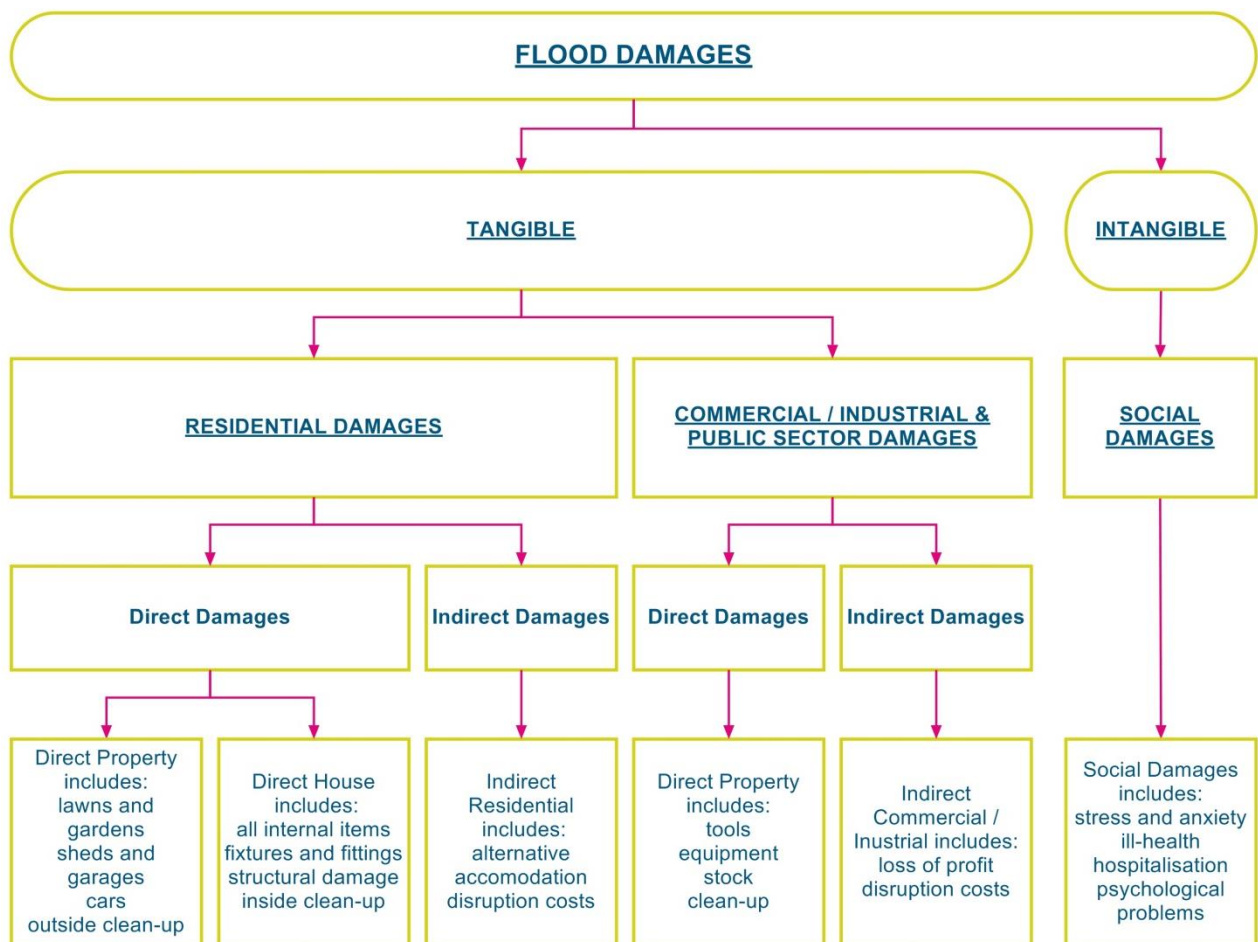 FLOOD DAMAGES
TANGIBLE
INTANGIBLE
RESIDENTIAL DAMAGES
COMMERCIAL / INDUSTRIAL &
PUBLIC SECTOR DAMAGES
SOCIAL
DAMAGES
Direct Damages
Indirect Damages
Direct Damages
Indirect Damages
Direct Property
includes:
lawns and
gardens
sheds and
garages
cars
outside clean-up
Direct House
includes:
all internal items
fixtures and fittings
structural damage
inside clean-up
Indirect
Residential
includes:
alternative
accomodation
disruption costs
Direct Property
includes:
tools
equipment
stock
clean-up
Indirect
Commercial /
Inustrial includes:
loss of profit
disruption costs
Social Damages
includes:
stress and anxiety
ill-health
hospitalisation
psychological
problems